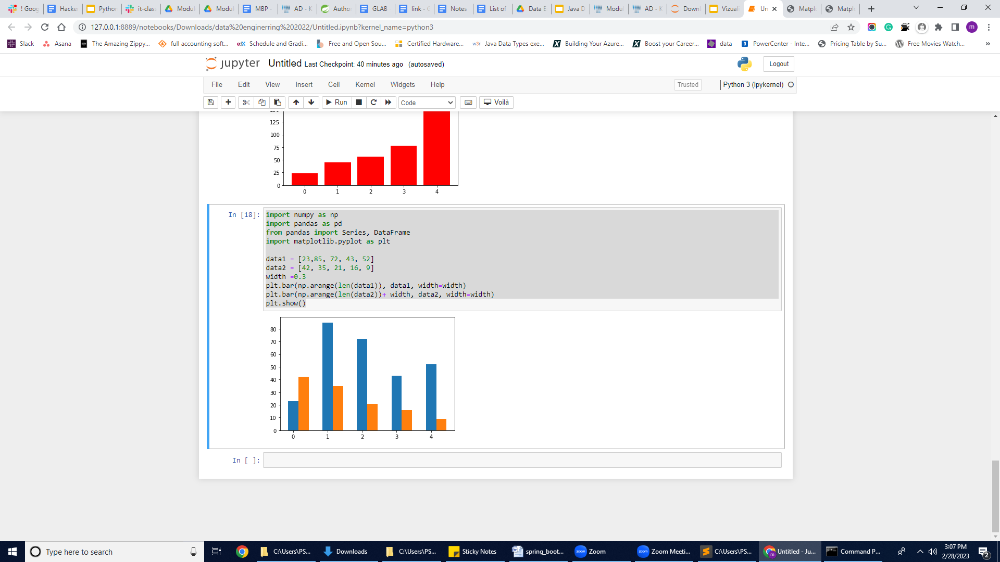 ! Goog
Hacke
Python
it-class
Modul
Modul
MBP -
AD - K
Autho
GLAB
link - C
Notes
List of
Data E
Java D
Modul
AD - K
Downl
Vizuali
Un
Matpl
Matpl
127.0.0.1:8889/notebooks/Downloads/data%20enginerring%202022/Untitled.ipynb?kernel_name=python3
m
Slack
Asana
The Amazing Zippy...
full accounting soft...
edX Schedule and Gradi...
Free and Open Sou...
Certified Hardware...
w3r Java Data Types exe...
Building Your Azure...
Boost your Career...
data
PowerCenter - Inte...
Pricing Table by Su...
Free Movies Watch...
»
jupyter Untitled Last Checkpoint: 40 minutes ago (autosaved)
Logout
File Edit View Insert Cell Kernel Widgets Help
Trusted
Python 3 (ipykernel)
Run
Code
Voilà
125
100
75
50
25
0
0 1 2 3 4
In [18]:
import numpy as np
import pandas as pd
from pandas import Series, DataFrame
import matplotlib.pyplot as plt
data1 = [23,85, 72, 43, 52]
data2 = [42, 35, 21, 16, 9]
width =0.3
plt.bar(np.arange(len(data1)), data1, width=width)
plt.bar(np.arange(len(data2))+ width, data2, width=width)
plt.show()
80
70
60
50
40
30
20
10
0
0 1 2 3 4
In [ ]:
Type here to search
C:\Users\PS...
Downloads
C:\Users\PS...
Sticky Notes
spring_boot...
zoom Zoom
zoom Zoom Meeti...
C:\Users\PS...
Untitled - Ju...
Command P...
3:07 PM
2/28/2023
2